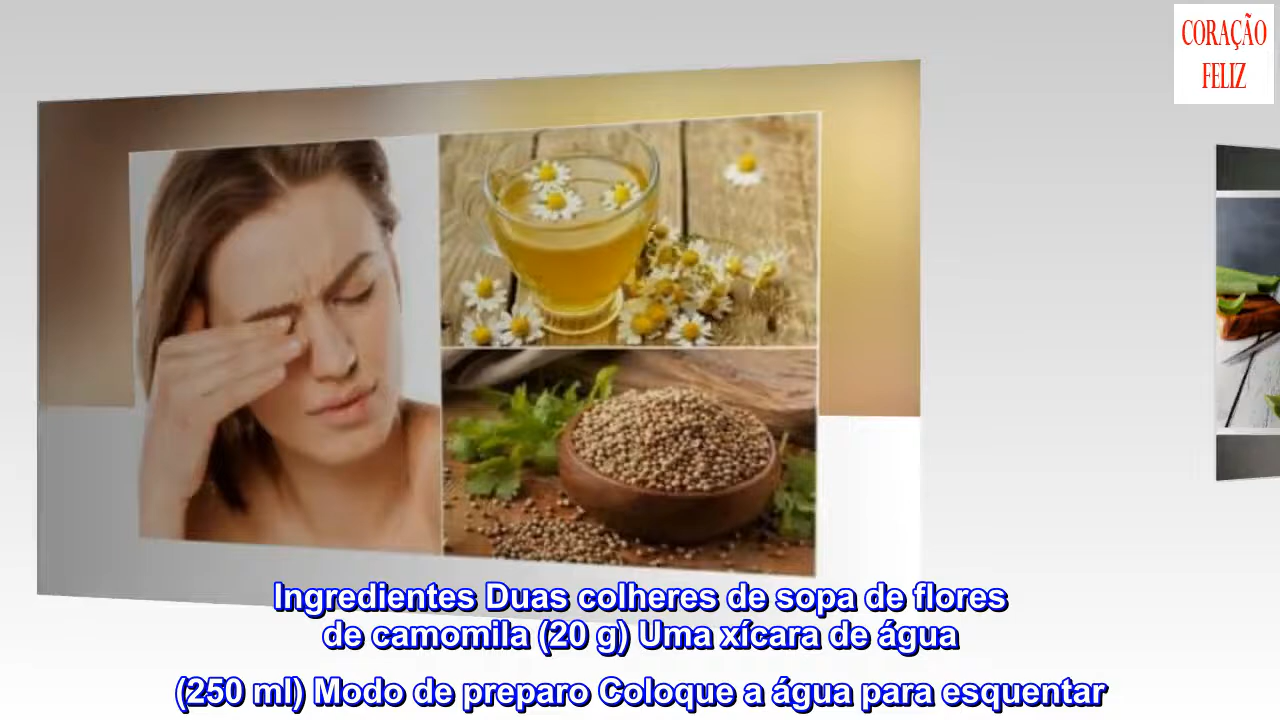 CORAÇÃO
FELIZ
Ingredientes Duas colheres de sopa de flores
de camomila (20 g) Uma xícara de água
(250 ml) Modo de preparo Coloque a água para esquentar